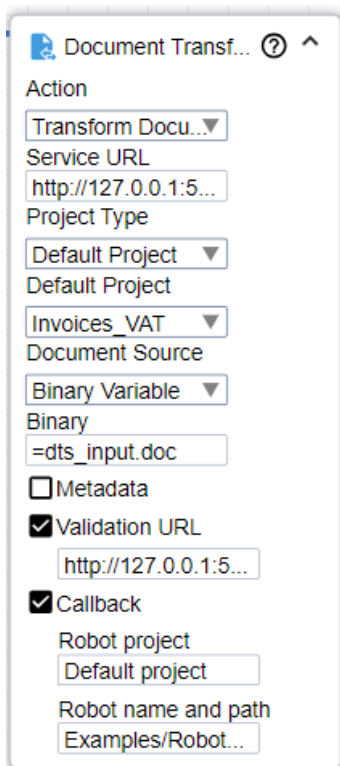 Document Transf...
Action
Transform Docu...
Service URL
http://127.0.0.1:5...
Project Type
Default Project
Default Project
Invoices_VAT
Document Source
Binary Variable
Binary
=dts_input.doc
Metadata
Validation URL
http://127.0.0.1:5...
Callback
Robot project
Default project
Robot name and path
Examples/Robot...